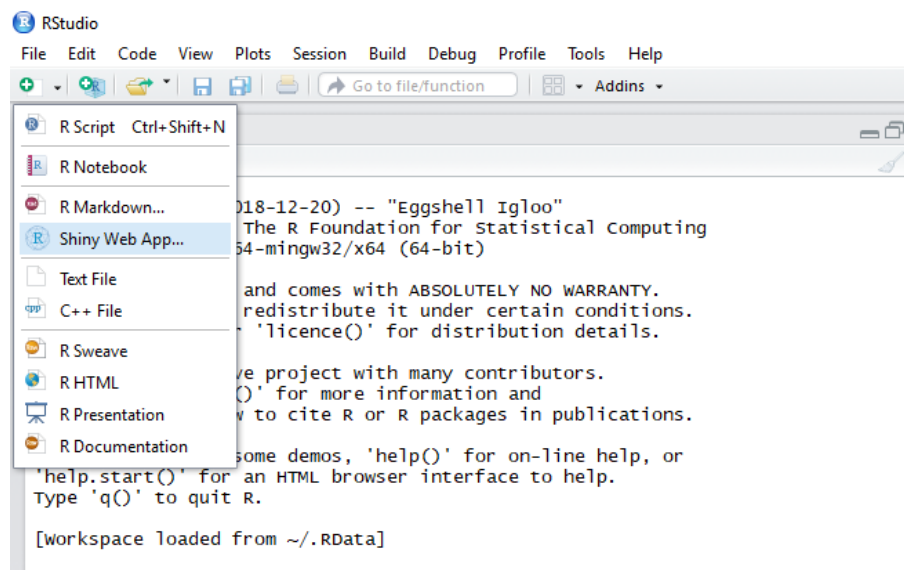 RStudio
File Edit Code View Plots Session Build Debug Profile Tools Help
Go to file/function Addins
R Script Ctrl+Shift+N
R Notebook
R Markdown...
Shiny Web App...
Text File
C++ File
R Sweave
R HTML
R Presentation
R Documentation
018-12-20) -- "Eggshell Igloo"
The R Foundation for Statistical Computing
64-mingw32/x64 (64-bit)
and comes with ABSOLUTELY NO WARRANTY.
redistribute it under certain conditions.
'licence()' for distribution details.
ve project with many contributors.
()' for more information and
to cite R or R packages in publications.
some demos, 'help()' for on-line help, or
'help.start()' for an HTML browser interface to help.
Type 'q()' to quit R.
[Workspace loaded from ~/.RData]